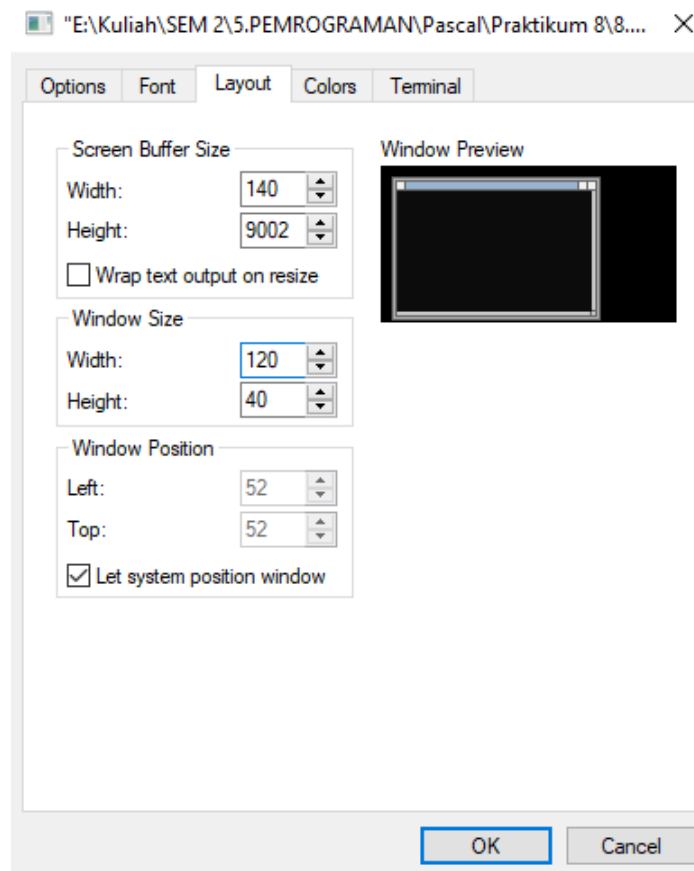 "E:\Kuliah\SEM 2\5.PEMROGRAMAN\Pascal\Praktikum 8\8....
Options Font Layout Colors Terminal
Screen Buffer Size
Width: 140
Height: 9002
Wrap text output on resize
Window Size
Width: 120
Height: 40
Window Position
Left: 52
Top: 52
Let system position window
Window Preview
OK Cancel